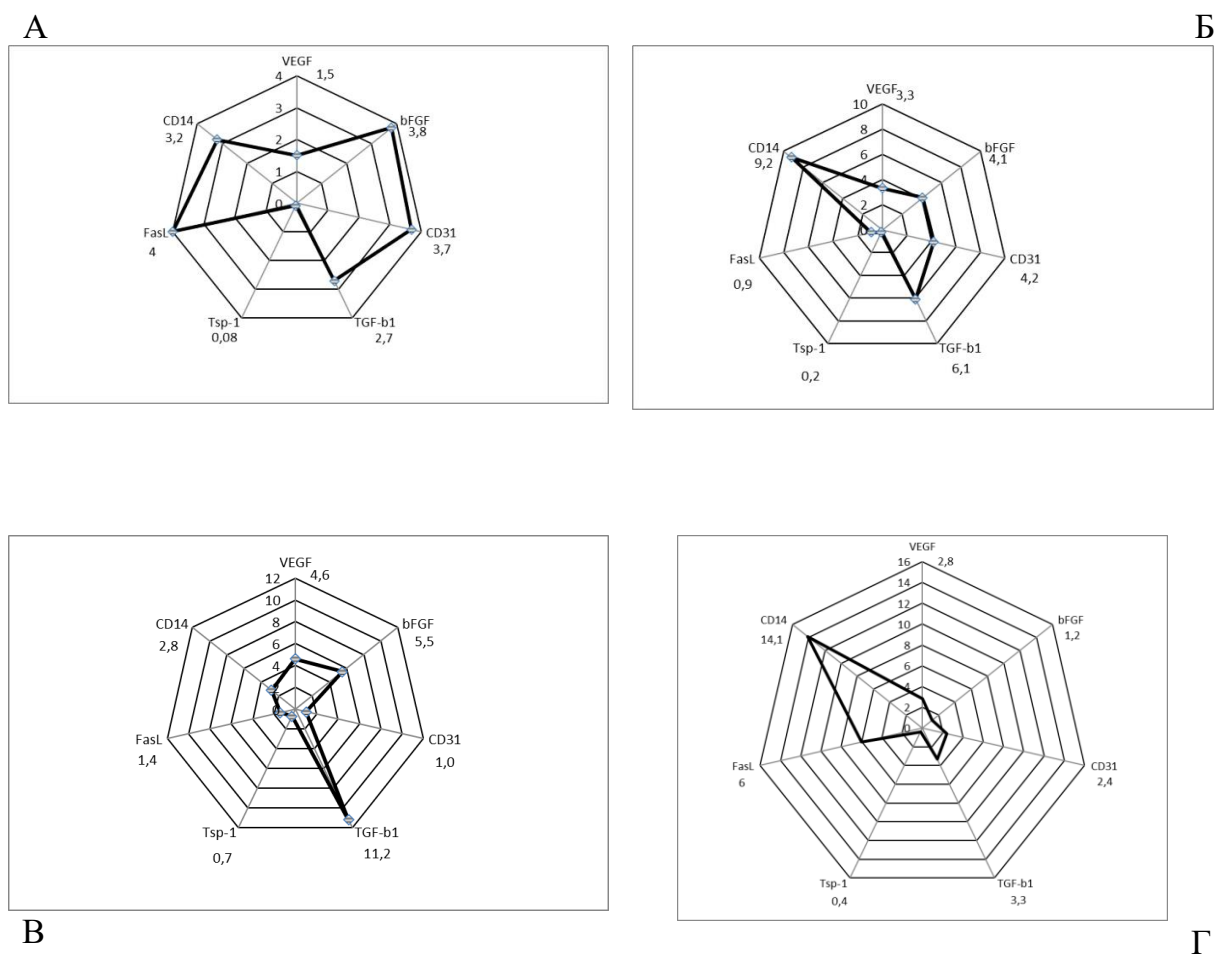 А
VEGF
1,5
4
3
2
1
0
bFGF
3,8
CD31
3,7
TGF-b1
2,7
Tsp-1
0,08
FasL
4
CD14
3,2
Б
VEGF
3,3
10
8
6
4
2
0
bFGF
4,1
CD31
4,2
TGF-b1
6,1
Tsp-1
0,2
FasL
0,9
CD14
9,2
VEGF
4,6
12
10
8
6
4
0
bFGF
5,5
CD31
1,0
TGF-b1
11,2
Tsp-1
0,7
FasL
1,4
CD14
2,8
В
VEGF
2,8
16
14
12
10
8
6
4
2
0
bFGF
1,2
CD31
2,4
TGF-b1
3,3
Tsp-1
0,4
FasL
6
CD14
14,1
Г